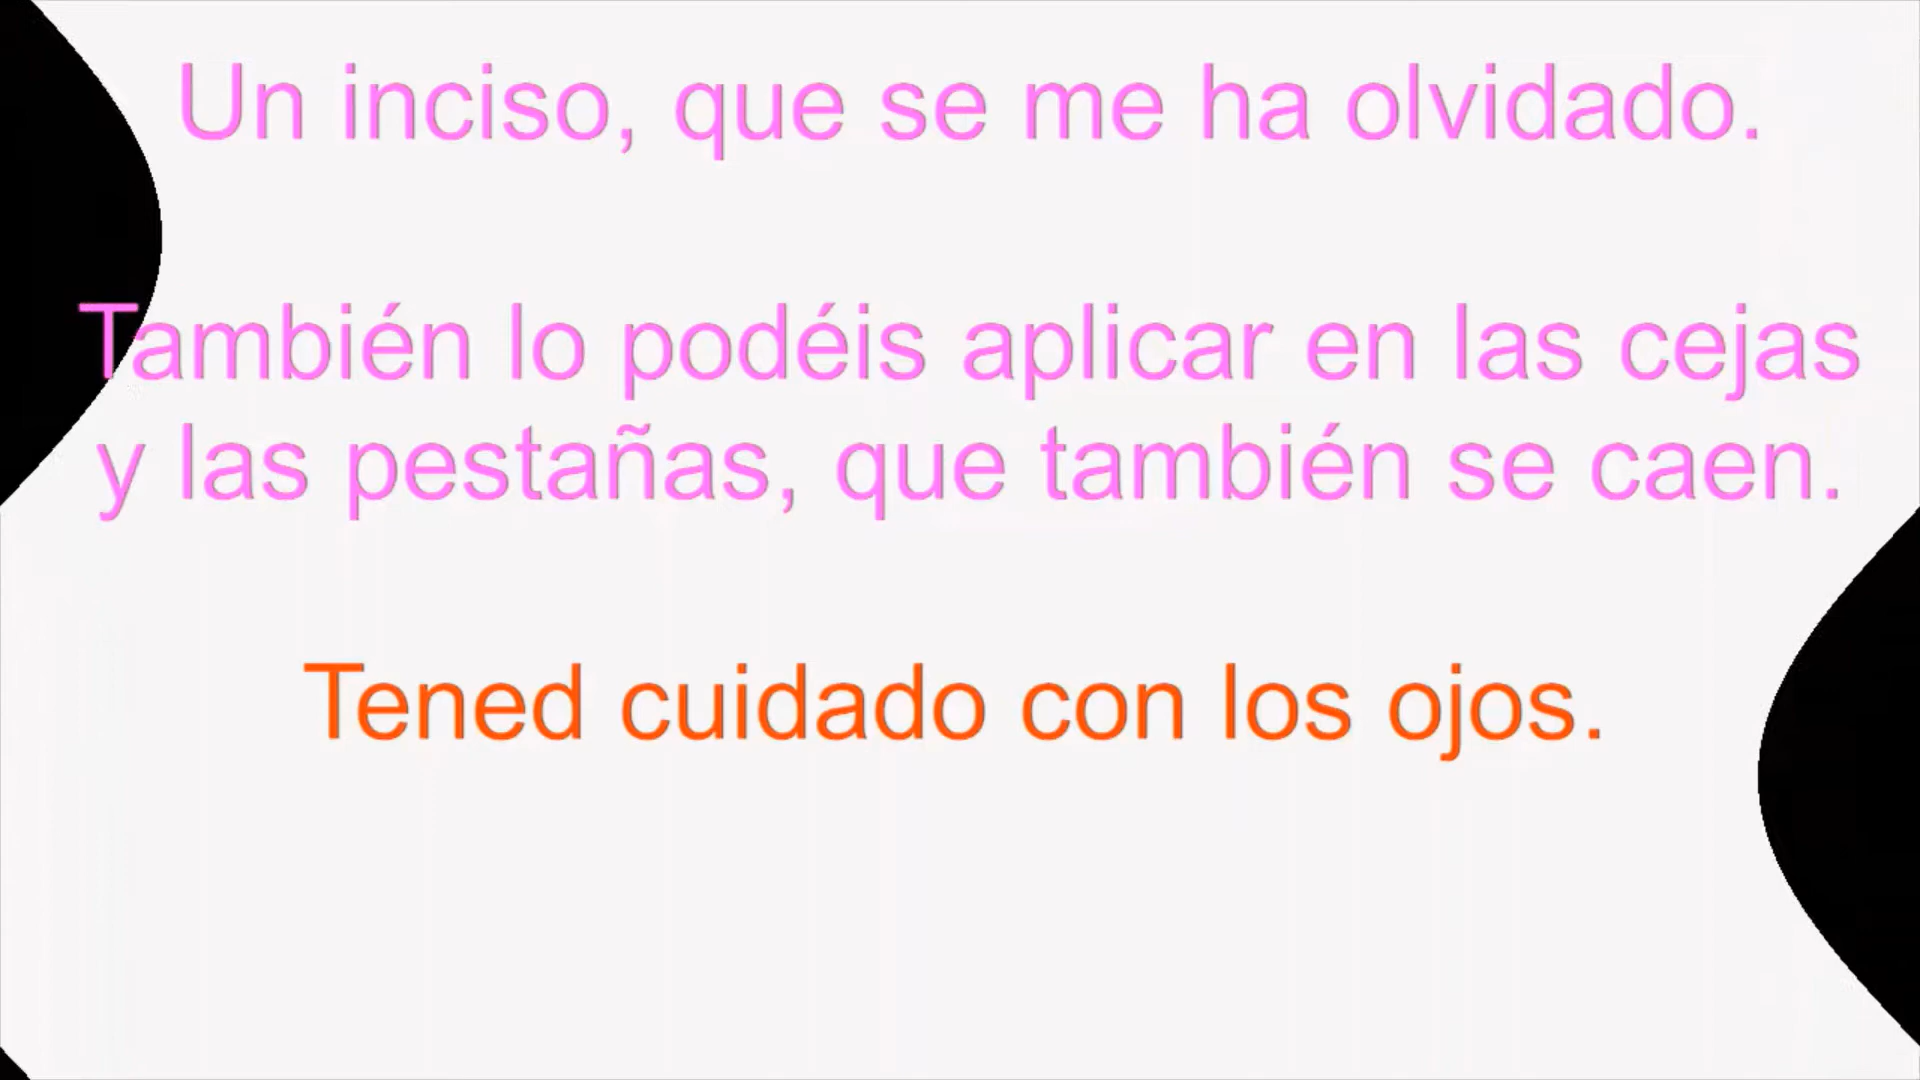 Un inciso, que se me ha olvidado.
También lo podéis aplicar en las cejas
y las pestañas, que también se caen.
Tened cuidado con los ojos.